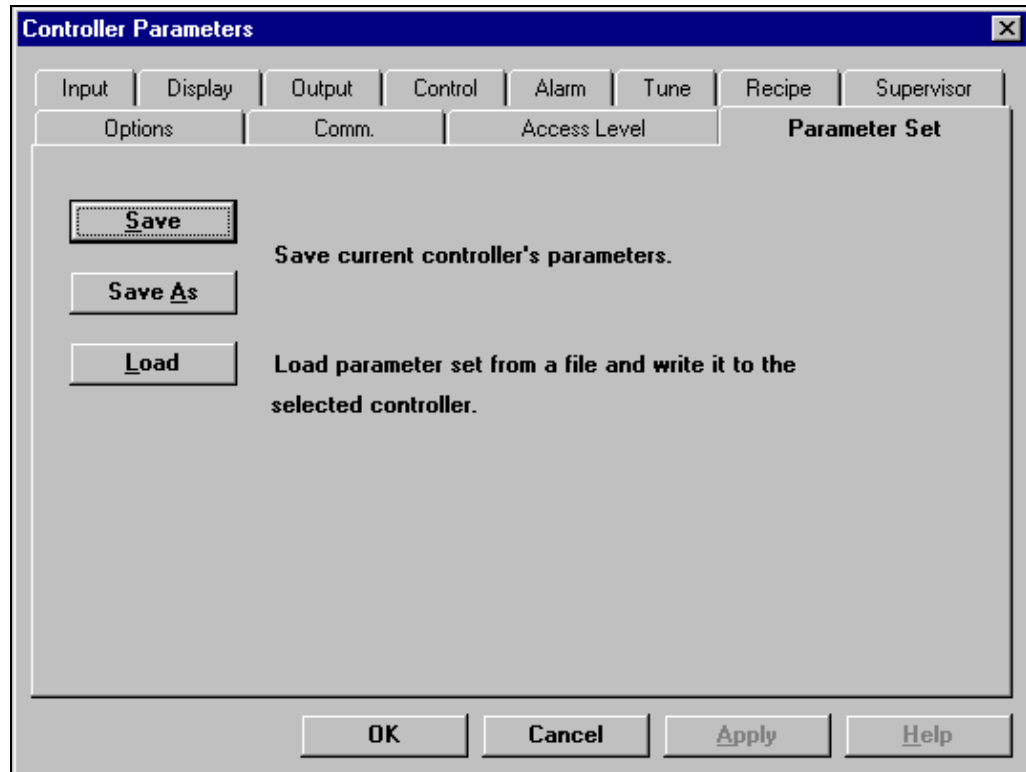 Controller Parameters
Input Display Output Control Alarm Tune Recipe Supervisor
Options Comm. Access Level Parameter Set
Save
Save current controller's parameters.
Save As
Load
Load parameter set from a file and write it to the
selected controller.
OK Cancel Apply Help